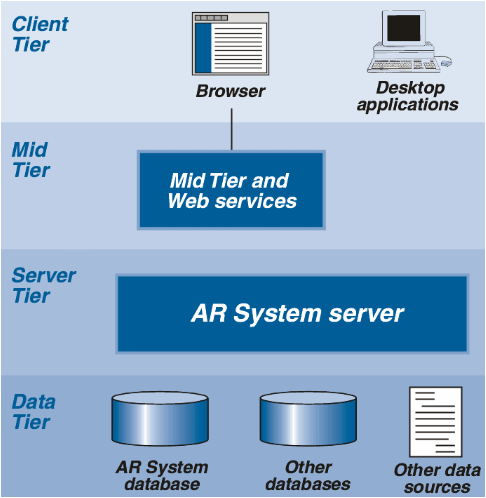 Client
Tier
Browser
Desktop
applications
Mid
Tier
Mid Tier and
Web services
Server
Tier
AR System server
Data
Tier
AR System
database
Other
databases
Other data
sources